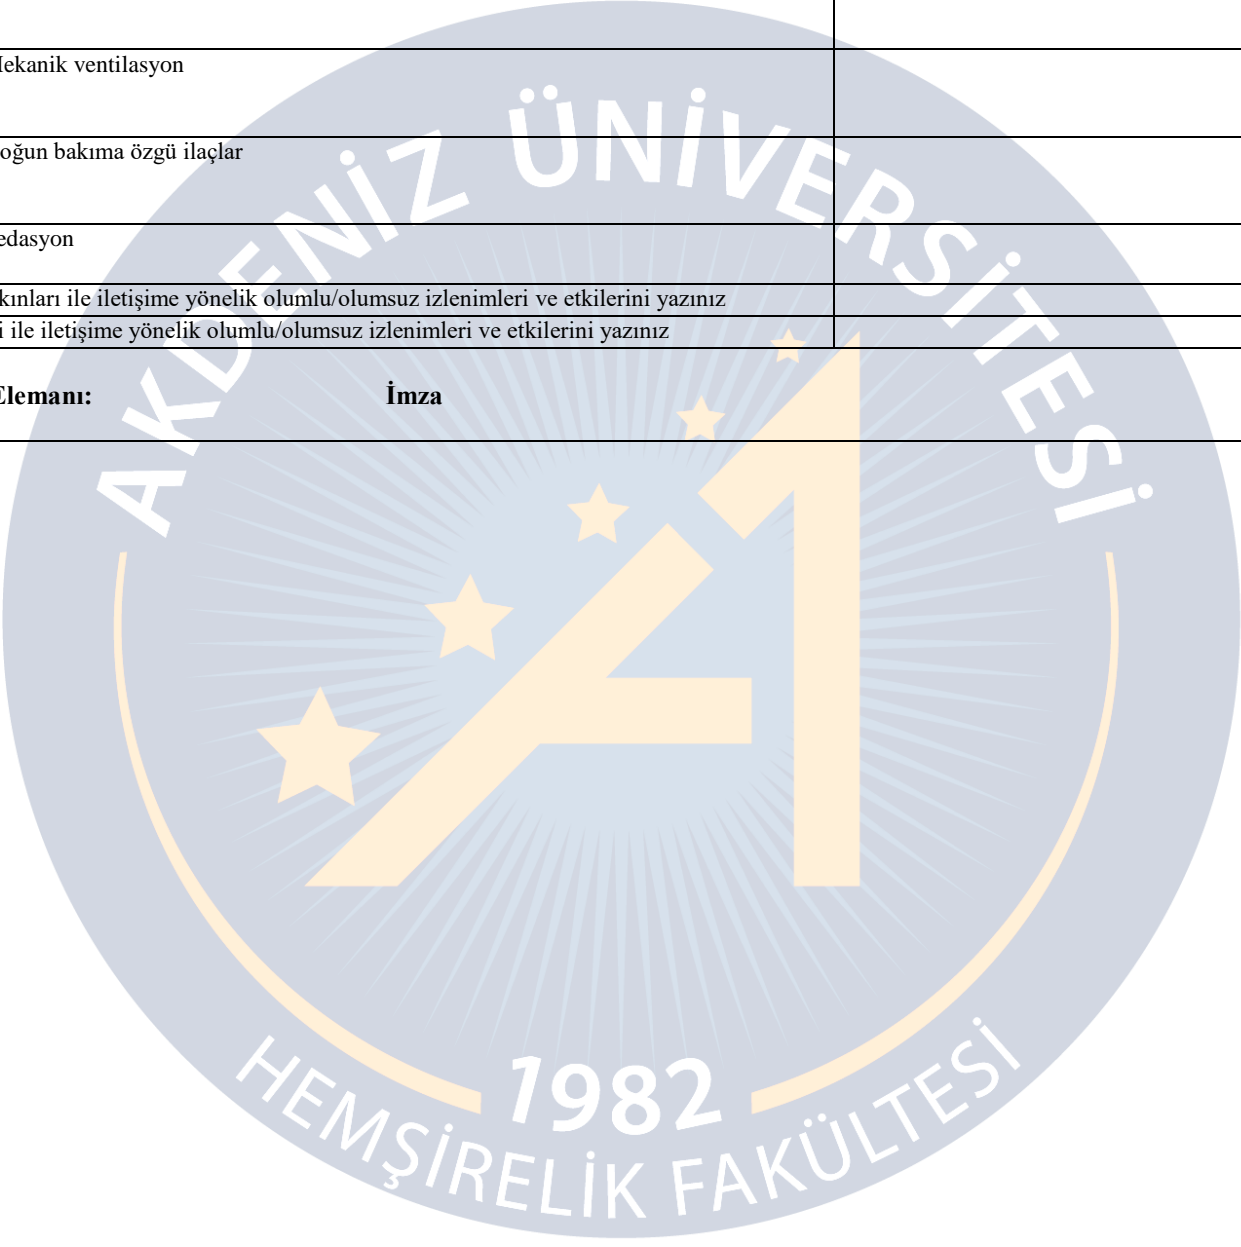 ekanik ventilasyon
oğun bakıma özgü ilaçlar
edasyon
kınları ile iletişime yönelik olumlu/olumsuz izlenimleri ve etkilerini yazınız
i ile iletişime yönelik olumlu/olumsuz izlenimleri ve etkilerini yazınız
Elemanı: İmza
AKDENİZ ÜNİVERSİTESİ
1982
HEMŞİRELİK FAKÜLTESİ